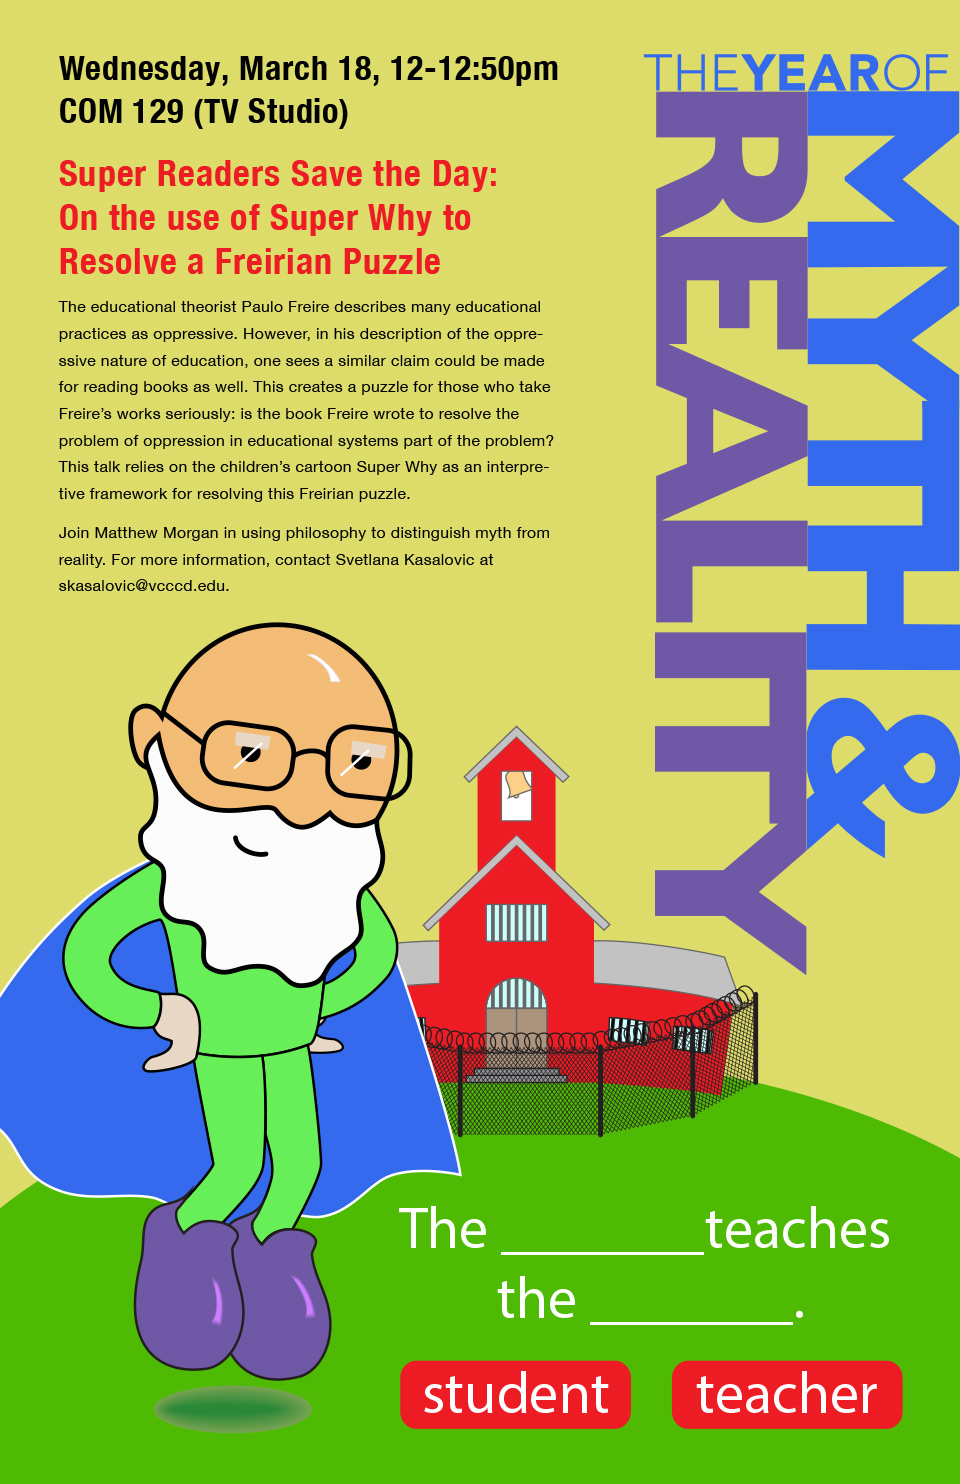 Wednesday, March 18, 12-12:50pm
COM 129 (TV Studio)
Super Readers Save the Day:
On the use of Super Why to
Resolve a Freirian Puzzle
The educational theorist Paulo Freire describes many educational
practices as oppressive. However, in his description of the oppre-
ssive nature of education, one sees a similar claim could be made
for reading books as well. This creates a puzzle for those who take
Freire's works seriously: is the book Freire wrote to resolve the
problem of oppression in educational systems part of the problem?
This talk relies on the children's cartoon Super Why as an interpre-
tive framework for resolving this Freirian puzzle.
Join Matthew Morgan in using philosophy to distinguish myth from
reality. For more information, contact Svetlana Kasalovic at
skasalovic@vcccd.edu.
THEYEAROF
MYTH&
REALITY
The ________teaches
the ________.
student teacher